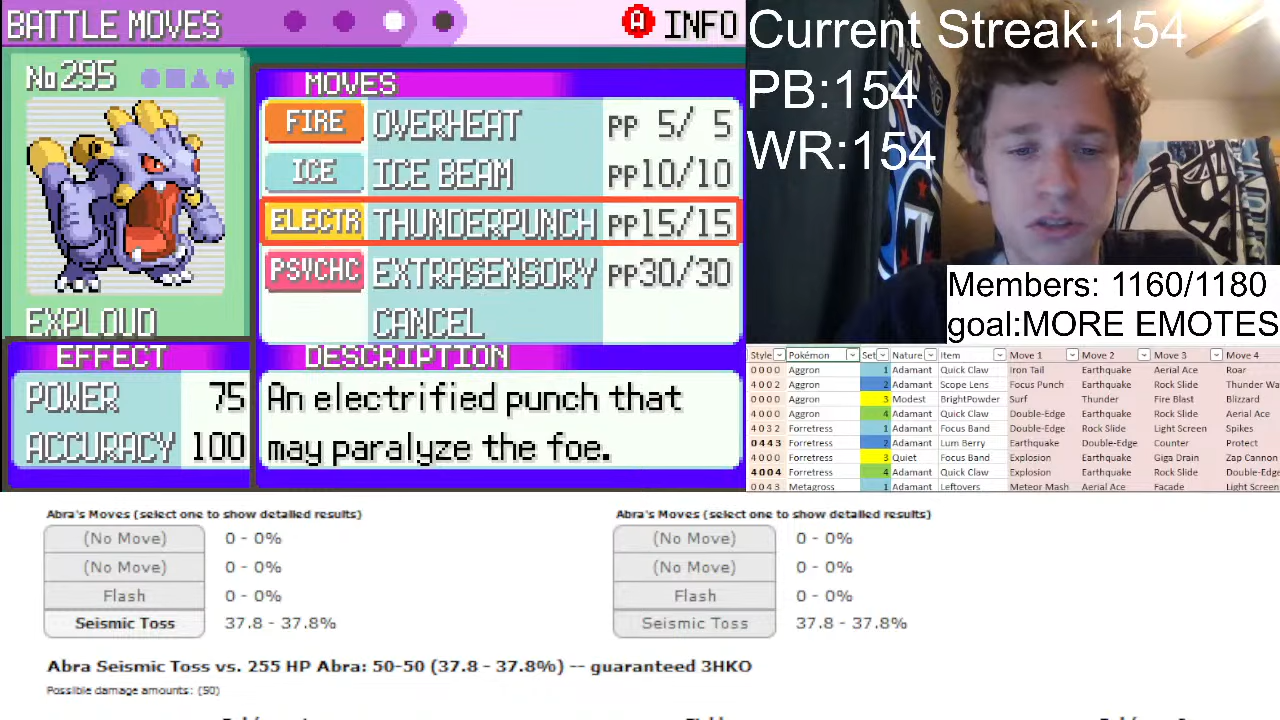 BATTLE MOVES
A INFO
No295
EXPLOUD
MOVES
FIRE OVERHEAT PP 5/ 5
ICE ICE BEAM PP10/10
ELECTR THUNDERPUNCH PP15/15
PSYCHC EXTRASENSORY PP30/30
CANCEL
EFFECT
POWER 75
ACCURACY 100
DESCRIPTION
An electrified punch that
may paralyze the foe.
Current Streak:154
PB:154
WR:154
Members: 1160/1180
goal:MORE EMOTES
Style Pokémon Set Nature Item Move 1 Move 2 Move 3 Move 4
0000 Aggron 1 Adamant Quick Claw Iron Tail Earthquake Aerial Ace Roar
4002 Aggron 2 Adamant Scope Lens Focus Punch Earthquake Rock Slide Thunder Wa
0000 Aggron 3 Modest BrightPowder Surf Thunder Fire Blast Blizzard
4000 Aggron 4 Adamant Quick Claw Double-Edge Earthquake Rock Slide Aerial Ace
4032 Forretress 1 Adamant Focus Band Double-Edge Rock Slide Light Screen Spikes
0443 Forretress 2 Adamant Lum Berry Earthquake Double-Edge Counter Protect
4000 Forretress 3 Quiet Focus Band Explosion Earthquake Giga Drain Zap Cannon
4004 Forretress 4 Adamant Quick Claw Explosion Earthquake Rock Slide Double-Edge
0043 Metagross 1 Adamant Leftovers Meteor Mash Aerial Ace Facade Light Screen
Abra's Moves (select one to show detailed results)
(No Move) 0 - 0%
(No Move) 0 - 0%
Flash 0 - 0%
Seismic Toss 37.8 - 37.8%
Abra's Moves (select one to show detailed results)
(No Move) 0 - 0%
(No Move) 0 - 0%
Flash 0 - 0%
Seismic Toss 37.8 - 37.8%
Abra Seismic Toss vs. 255 HP Abra: 50-50 (37.8 - 37.8%) -- guaranteed 3HKO
Possible damage amounts: (50)